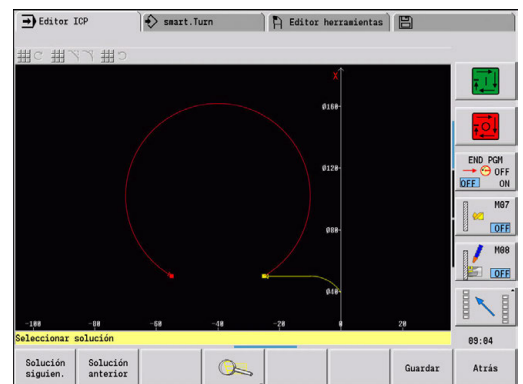 Editor ICP
smart.Turn
Editor herramientas
X
Ø160
Ø120
Ø80
Ø40
-100 -80 -60 -40 -20 0 20
Seleccionar solución
Solución siguien.
Solución anterior
Guardar
Atrás
END PGM
OFF
OFF ON
M07
OFF
M08
OFF
09:04